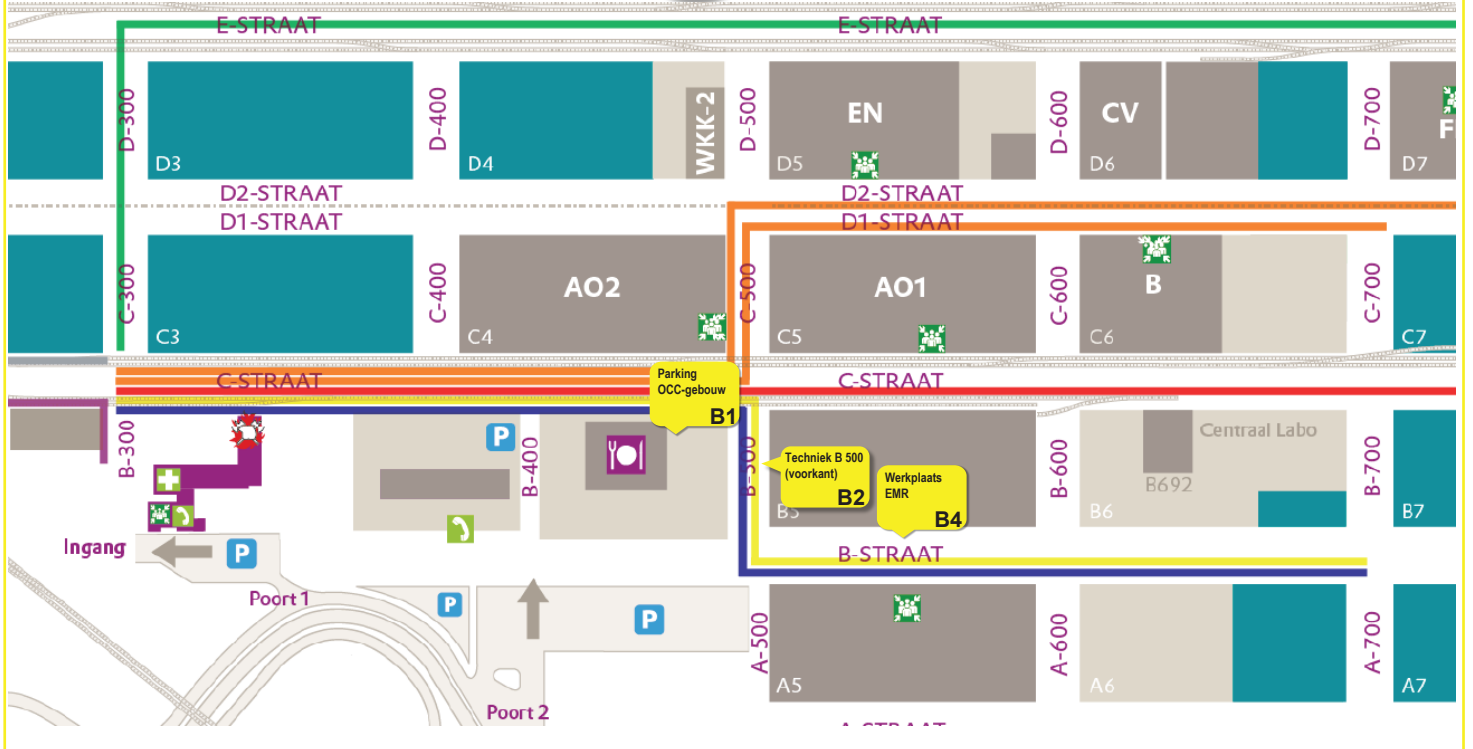 E-STRAAT
E-STRAAT
D-300
D-400
WKK-2
D-500
EN
D-600
CV
D-700
F
D3
D4
D5
D6
D7
D2-STRAAT
D2-STRAAT
D1-STRAAT
D1-STRAAT
C-300
C-400
AO2
C-500
AO1
C-600
B
C-700
C3
C4
C5
C6
C7
C-STRAAT
C-STRAAT
Parking
OCC-gebouw
B1
B-300
P
B-400
B-500
Techniek B 500
(voorkant)
B2
Werkplaats
EMR
B4
B-600
Centraal Labo
B692
B-700
B5
B6
B7
Ingang
P
B-STRAAT
Poort 1
P
P
A-500
A-600
A-700
A5
A6
A7
Poort 2
A-STRAAT